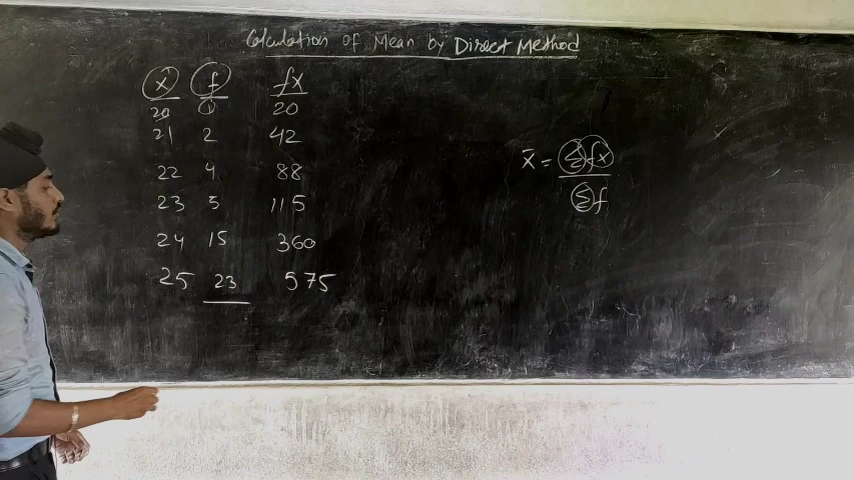 Calculation of Mean by Direct Method
x f fx
20 1 20
21 2 42
22 4 88
23 5 115
24 15 360
25 23 575
x̄ = Σfx
Σf